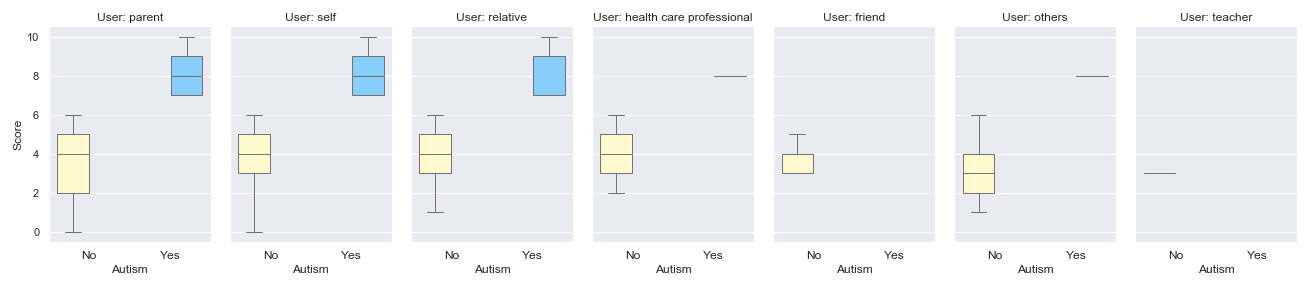 User: parent
User: self
User: relative
User: health care professional
User: friend
User: others
User: teacher
10
8
6
4
2
0
Score
No Yes
No Yes
No Yes
No Yes
No Yes
No Yes
No Yes
Autism
Autism
Autism
Autism
Autism
Autism
Autism